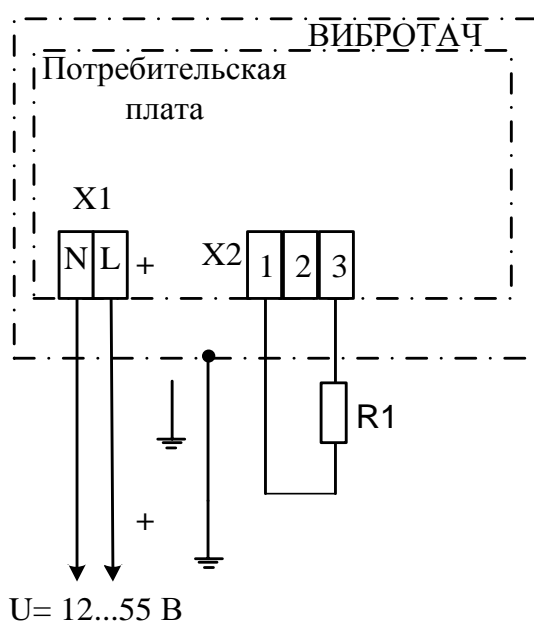 ВИБРОТАЧ
Потребительская
плата
X1
N L +
X2 1 2 3
R1
+
U= 12...55 В